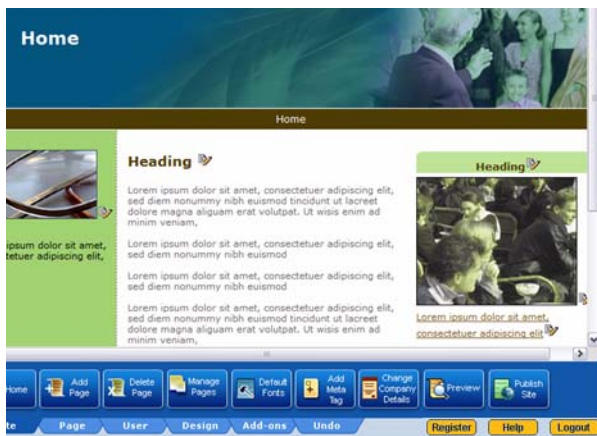 Home
Home
Heading
Lorem ipsum dolor sit amet, consectetuer adipiscing elit,
sed diem nonummy nibh euismod tincidunt ut lacreet
dolore magna aliguam erat volutpat. Ut wisis enim ad
minim veniam,
Lorem ipsum dolor sit amet, consectetuer adipiscing elit,
sed diem nonummy nibh euismod
Lorem ipsum dolor sit amet, consectetuer adipiscing elit,
sed diem nonummy nibh euismod
Lorem ipsum dolor sit amet, consectetuer adipiscing elit,
sed diem nonummy nibh euismod tincidunt ut lacreet
dolore magna aliguam erat volutpat. Ut wisis enim ad
minim veniam,
ipsum dolor sit amet,
tetuer adipiscing elit,
Heading
Lorem ipsum dolor sit amet,
consectetuer adipiscing elit
Home
Add
Page
Delete
Page
Manage
Pages
Default
Fonts
Add
Meta
Tag
Change
Company
Details
Preview
Publish
Site
te
Page
User
Design
Add-ons
Undo
Register
Help
Logout